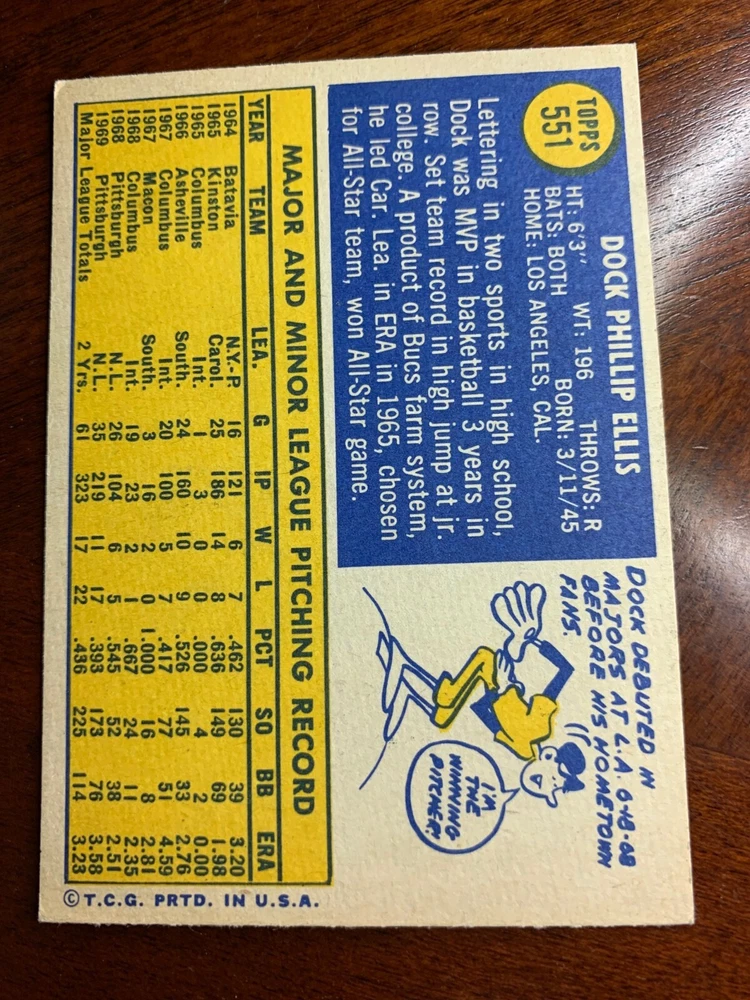 TOPPS
551
DOCK PHILLIP ELLIS
HT: 6'3" WT: 196 THROWS: R
BATS: BOTH BORN: 3/11/45
HOME: LOS ANGELES, CAL.
Lettering in two sports in high school,
Dock was MVP in basketball 3 years in
row. Set team record in high jump at jr.
college. A product of Bucs farm system,
he led Car. Lea. in ERA in 1965, chosen
for All-Star team, won All-Star game.
DOCK DEBUTED IN
MAJORS AT L.A. 6-18-68
BEFORE HIS HOMETOWN
FANS.
I'M
THE
WINNING
PITCHER!
MAJOR AND MINOR LEAGUE PITCHING RECORD
YEAR TEAM LEA. G IP W L PCT SO BB ERA
1964 Batavia N.Y.-P 16 121 6 7 .462 130 39 3.20
1965 Kinston Carol. 25 186 14 8 .636 149 69 1.98
1965 Columbus Int. 1 3 0 0 .000 4 2 0.00
1966 Asheville South. 24 160 10 9 .526 145 33 2.76
1967 Columbus Int. 20 100 5 7 .417 77 51 4.59
1967 Macon South. 3 16 2 0 1.000 16 8 2.81
1968 Columbus Int. 19 23 2 1 .667 24 11 2.35
1968 Pittsburgh N.L. 26 104 6 5 .545 52 38 2.51
1969 Pittsburgh N.L. 35 219 11 17 .393 173 76 3.58
Major League Totals 2 Yrs. 61 323 17 22 .436 225 114 3.23
© T.C.G. PRTD. IN U.S.A.